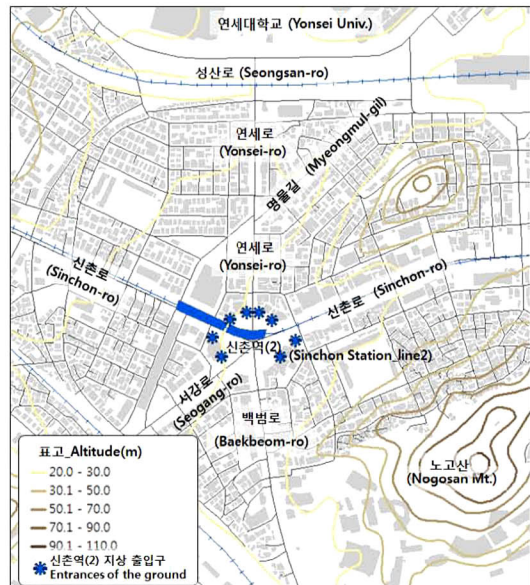 연세대학교 (Yonsei Univ.)
성산로 (Seongsan-ro)
연세로
(Yonsei-ro)
명물길 (Myeongmul-gil)
연세로
(Yonsei-ro)
신촌로
(Sinchon-ro)
신촌로 (Sinchon-ro)
신촌역(2)
(Sinchon Station_line2)
서강로
(Seogang-ro)
백범로
(Baekbeom-ro)
노고산
(Nogosan Mt.)
표고_Altitude(m)
20.0 - 30.0
30.1 - 50.0
50.1 - 70.0
70.1 - 90.0
90.1 - 110.0
신촌역(2) 지상 출입구
Entrances of the ground